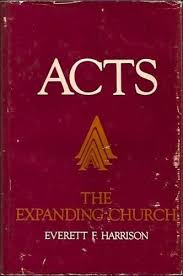 ACTS
THE
EXPANDING CHURCH
EVERETT F. HARRISON